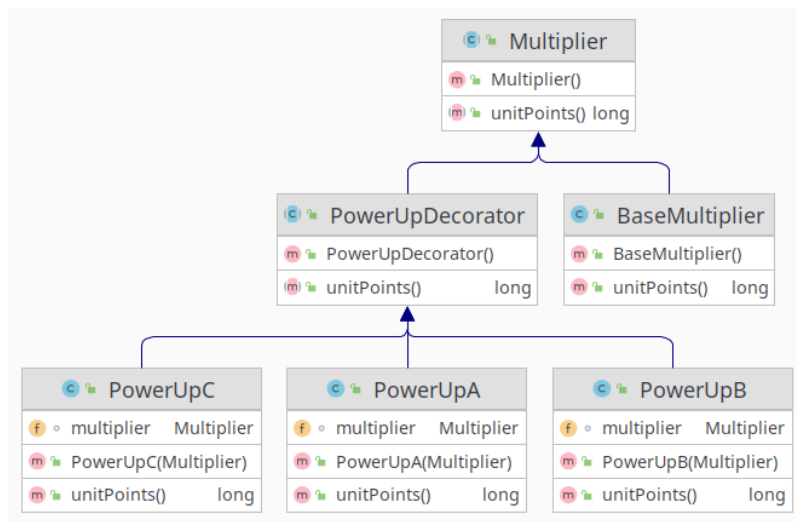 Multiplier
m Multiplier()
(m) unitPoints() long
PowerUpDecorator
m PowerUpDecorator()
(m) unitPoints() long
BaseMultiplier
m BaseMultiplier()
m unitPoints() long
PowerUpC
f multiplier Multiplier
m PowerUpC(Multiplier)
m unitPoints() long
PowerUpA
f multiplier Multiplier
m PowerUpA(Multiplier)
m unitPoints() long
PowerUpB
f multiplier Multiplier
m PowerUpB(Multiplier)
m unitPoints() long